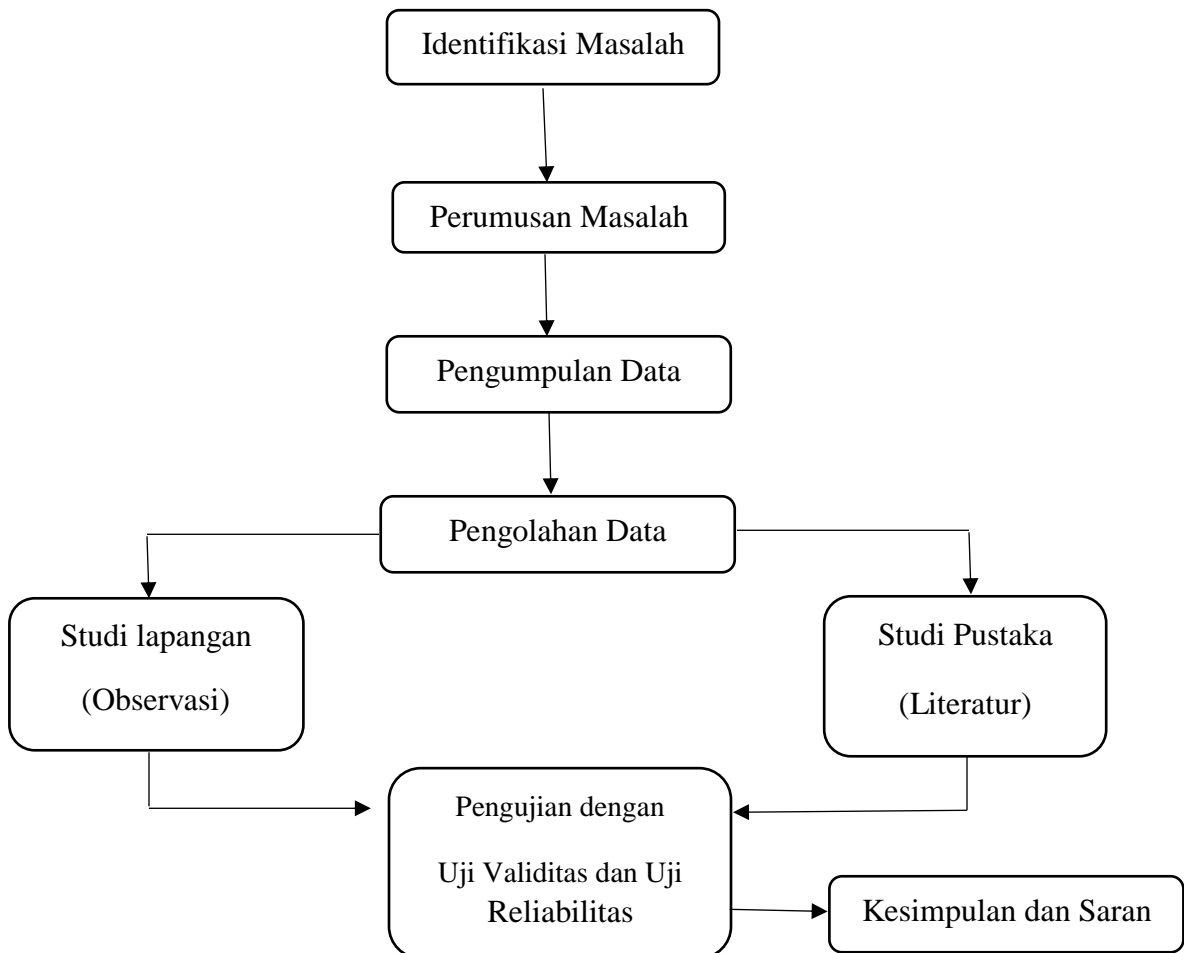 Identifikasi Masalah
Perumusan Masalah
Pengumpulan Data
Pengolahan Data
Studi lapangan
(Observasi)
Studi Pustaka
(Literatur)
Pengujian dengan
Uji Validitas dan Uji
Reliabilitas
Kesimpulan dan Saran